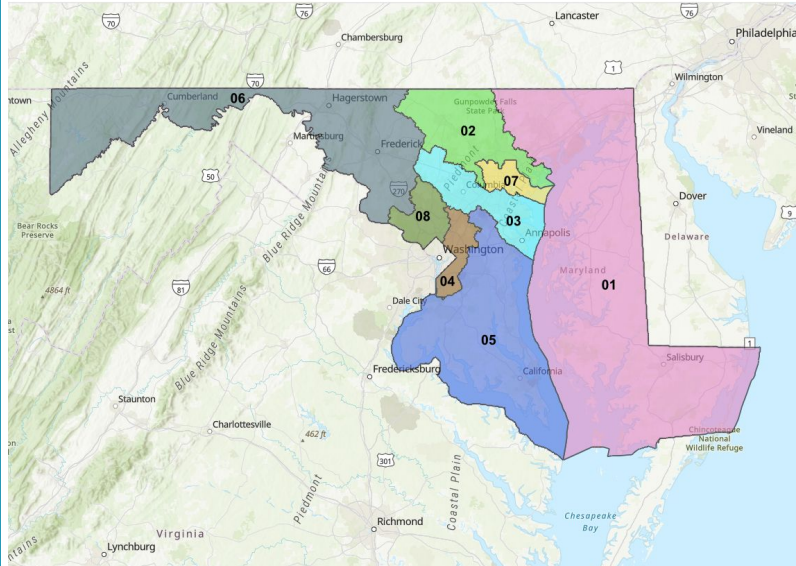 70
76
Lancaster
76
Chambersburg
Philadelphia
1
70
Wilmington
Cumberland
06
Hagerstown
Gunpowder Falls
State Park
Allegheny Mountains
02
Martinsburg
Frederick
Vineland
Piedmont
50
07
Columbia
270
Dover
9
08
03
Bear Rocks
Preserve
Blue Ridge Mountains
Annapolis
Delaware
Washington
66
Maryland
4864 ft
81
04
01
Dale City
05
1
Salisbury
Blue Ridge Mountains
Fredericksburg
California
Staunton
Chincoteague
National
Wildlife Refuge
Charlottesville
462 ft
301
Piedmont
Coastal Plain
Chesapeake
Bay
Richmond
Virginia
Lynchburg